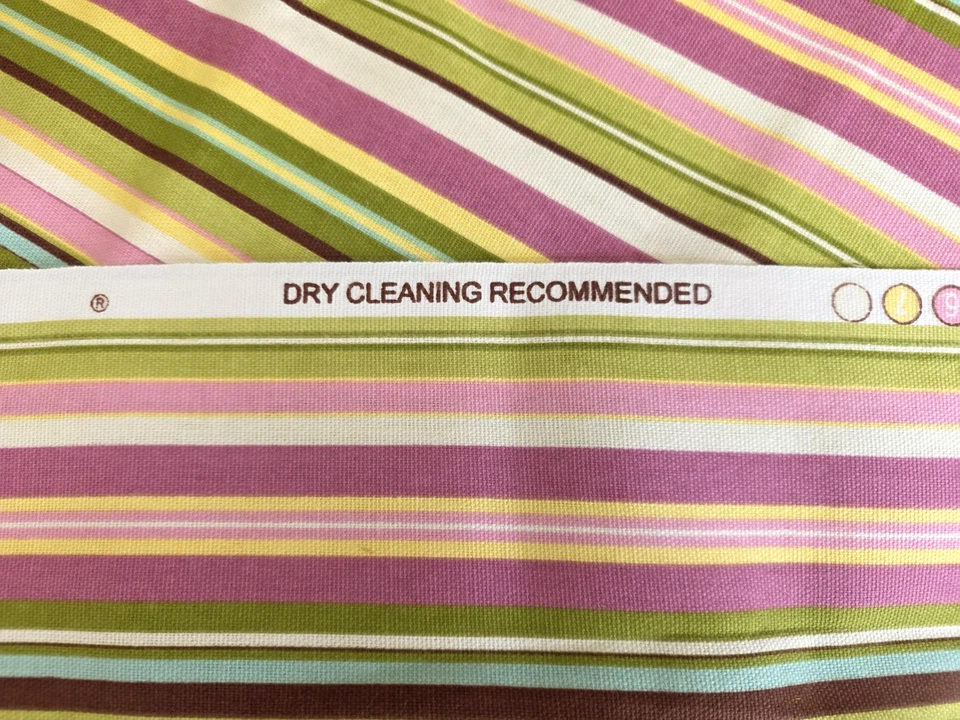 ® DRY CLEANING RECOMMENDED